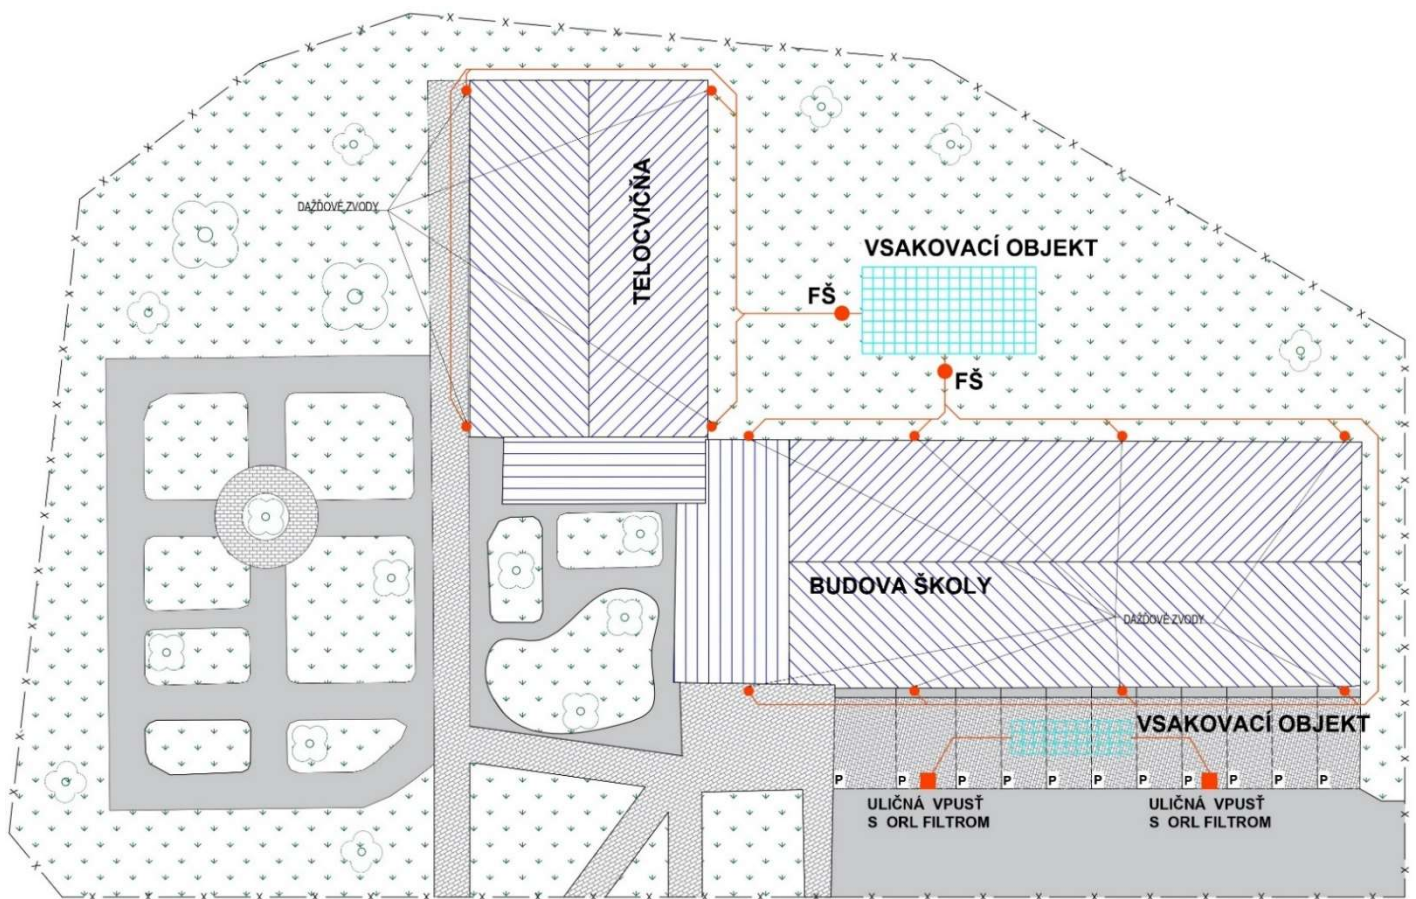 DAŽĎOVÉ ZVODY
TELOCVIČŇA
VSAKOVACÍ OBJEKT
FŠ
FŠ
BUDOVA ŠKOLY
DAŽĎOVÉ ZVODY
VSAKOVACÍ OBJEKT
P P P P P P P P P P P
ULIČNÁ VPUSŤ
S ORL FILTROM
ULIČNÁ VPUSŤ
S ORL FILTROM